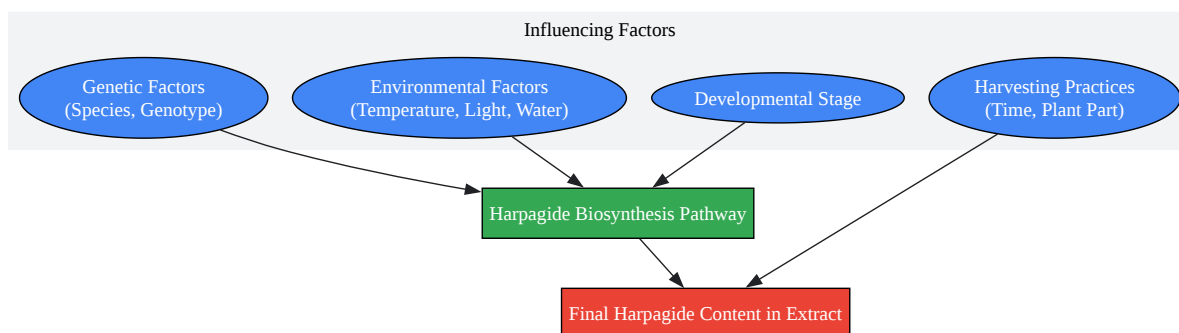 Influencing Factors
Genetic Factors
(Species, Genotype)
Environmental Factors
(Temperature, Light, Water)
Developmental Stage
Harvesting Practices
(Time, Plant Part)
Harpagide Biosynthesis Pathway
Final Harpagide Content in Extract